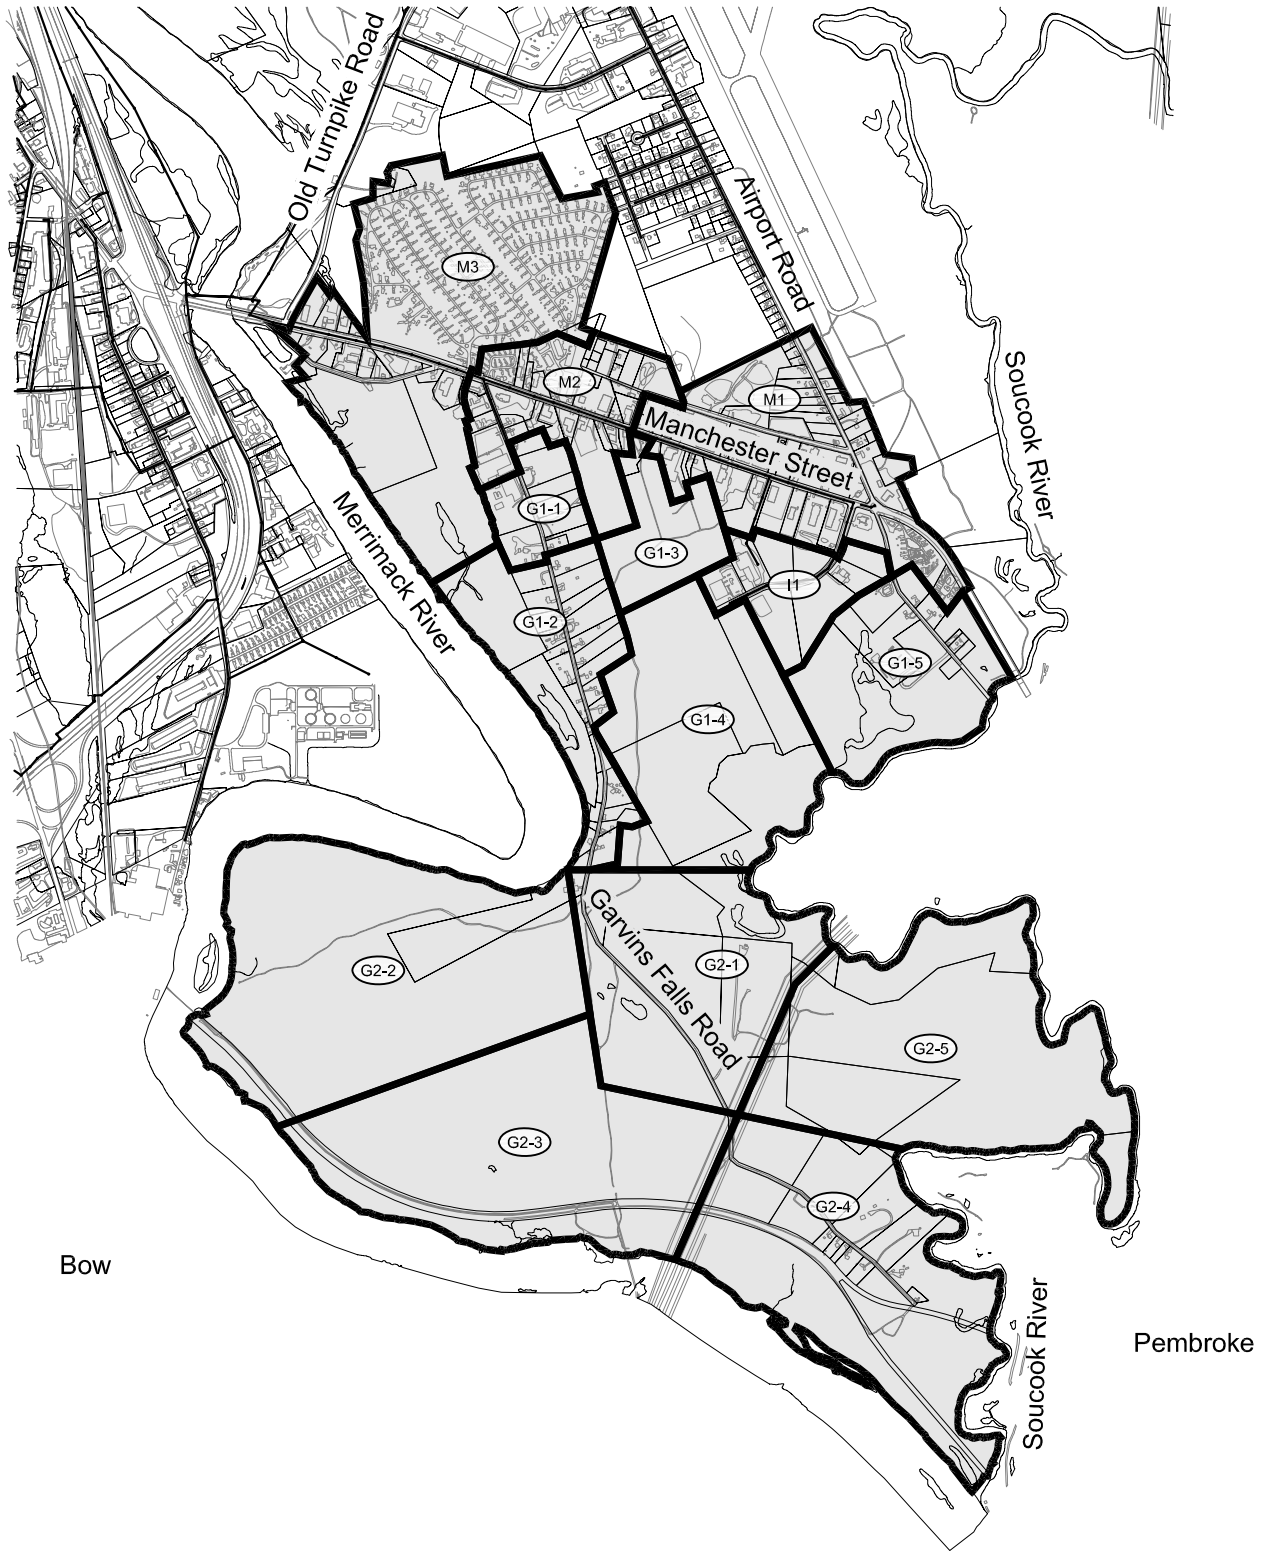 Old Turnpike Road
Airport Road
M3
Soucook River
M2
M1
Manchester Street
Merrimack River
G1-1
G1-3
I1
G1-2
G1-5
G1-4
Garvins Falls Road
G2-2
G2-1
G2-5
G2-3
G2-4
Bow
Soucook River
Pembroke